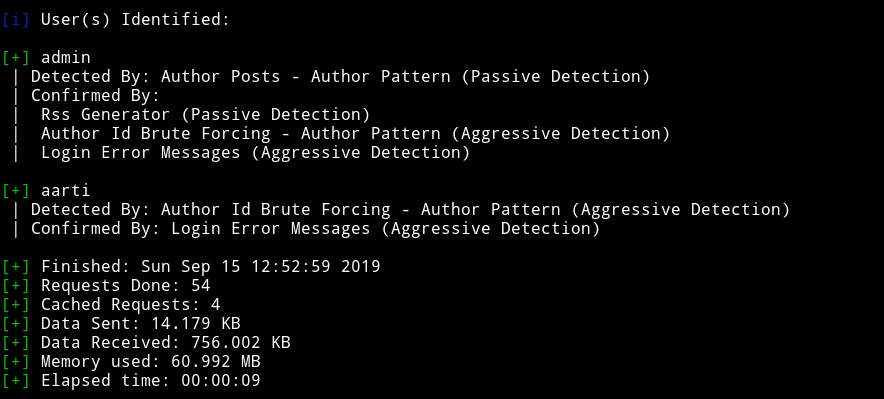 [i] User(s) Identified:
[+] admin
| Detected By: Author Posts - Author Pattern (Passive Detection)
| Confirmed By:
|  Rss Generator (Passive Detection)
|  Author Id Brute Forcing - Author Pattern (Aggressive Detection)
|  Login Error Messages (Aggressive Detection)
[+] aarti
| Detected By: Author Id Brute Forcing - Author Pattern (Aggressive Detection)
| Confirmed By: Login Error Messages (Aggressive Detection)
[+] Finished: Sun Sep 15 12:52:59 2019
[+] Requests Done: 54
[+] Cached Requests: 4
[+] Data Sent: 14.179 KB
[+] Data Received: 756.002 KB
[+] Memory used: 60.992 MB
[+] Elapsed time: 00:00:09